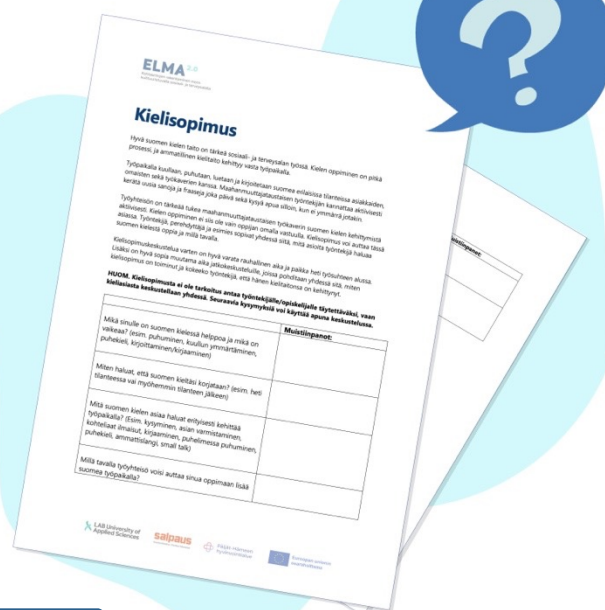 ?
ELMA 2.0
Kielisopimus
Hyvä suomen kielen taito on tärkeä sosiaali- ja terveysalan työssä. Kielen oppiminen on pitkä
prosessi, ja ammatillinen kielitaito kehittyy vasta työpaikalla.
Työpaikalla kuullaan, puhutaan, luetaan ja kirjoitetaan suomea erilaisissa tilanteissa asiakkaiden,
omaisten sekä työkaverien kanssa. Maahanmuuttajataustaisen työntekijän kannattaa aktiivisesti
kerätä uusia sanoja ja fraaseja joka päivä sekä kysyä apua silloin, kun ei ymmärrä jotakin.
Työyhteisön on tärkeää tukea maahanmuuttajataustaisen työkaverin suomen kielen kehittymistä
aktiivisesti. Kielen oppiminen ei siis ole vain oppijan omalla vastuulla. Kielisopimus voi auttaa tässä
asiassa. Työntekijä, perehdyttäjä ja esimies sopivat yhdessä siitä, mitä asioita työntekijä haluaa
suomen kielestä oppia ja millä tavalla.
Kielisopimuskeskustelua varten on hyvä varata rauhallinen aika ja paikka heti työsuhteen alussa.
Lisäksi on hyvä sopia muutama aika jatkokeskusteluille, joissa pohditaan yhdessä sitä, miten
kielisopimus on toiminut ja kokeeko työntekijä, että hänen kielitaitonsa on kehittynyt.
HUOM. Kielisopimusta ei ole tarkoitus antaa työntekijälle/opiskelijalle täytettäväksi, vaan
kieliasiasta keskustellaan yhdessä. Seuraavia kysymyksiä voi käyttää apuna keskustelussa.
Muistiinpanot:
Mikä sinulle on suomen kielessä helppoa ja mikä on
vaikeaa? (esim. puhuminen, kuullun ymmärtäminen,
puhekieli, kirjoittaminen/kirjaaminen)
Miten haluat, että suomen kieltäsi korjataan? (esim. heti
tilanteessa vai myöhemmin tilanteen jälkeen)
Mitä suomen kielen asiaa haluat erityisesti kehittää
työpaikalla? (Esim. kysyminen, asian varmistaminen,
kohteliaat ilmaisut, kirjaaminen, puhelimessa puhuminen,
puhekieli, ammattislangi, small talk)
Millä tavalla työyhteisö voisi auttaa sinua oppimaan lisää
suomea työpaikalla?
LAB University of
Applied Sciences
salpaus
Muistiinpanot: